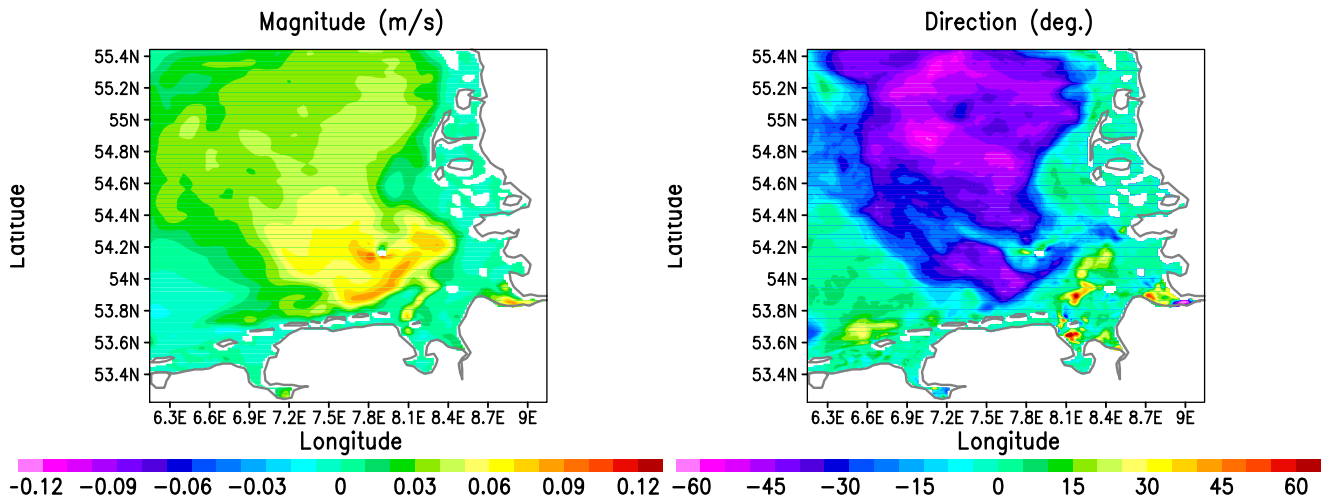 Magnitude (m/s)
Direction (deg.)
55.4N
55.2N
55N
54.8N
54.6N
54.4N
54.2N
54N
53.8N
53.6N
53.4N
Latitude
6.3E 6.6E 6.9E 7.2E 7.5E 7.8E 8.1E 8.4E 8.7E 9E
Longitude
-0.12 -0.09 -0.06 -0.03 0 0.03 0.06 0.09 0.12
55.4N
55.2N
55N
54.8N
54.6N
54.4N
54.2N
54N
53.8N
53.6N
53.4N
Latitude
6.3E 6.6E 6.9E 7.2E 7.5E 7.8E 8.1E 8.4E 8.7E 9E
Longitude
-60 -45 -30 -15 0 15 30 45 60